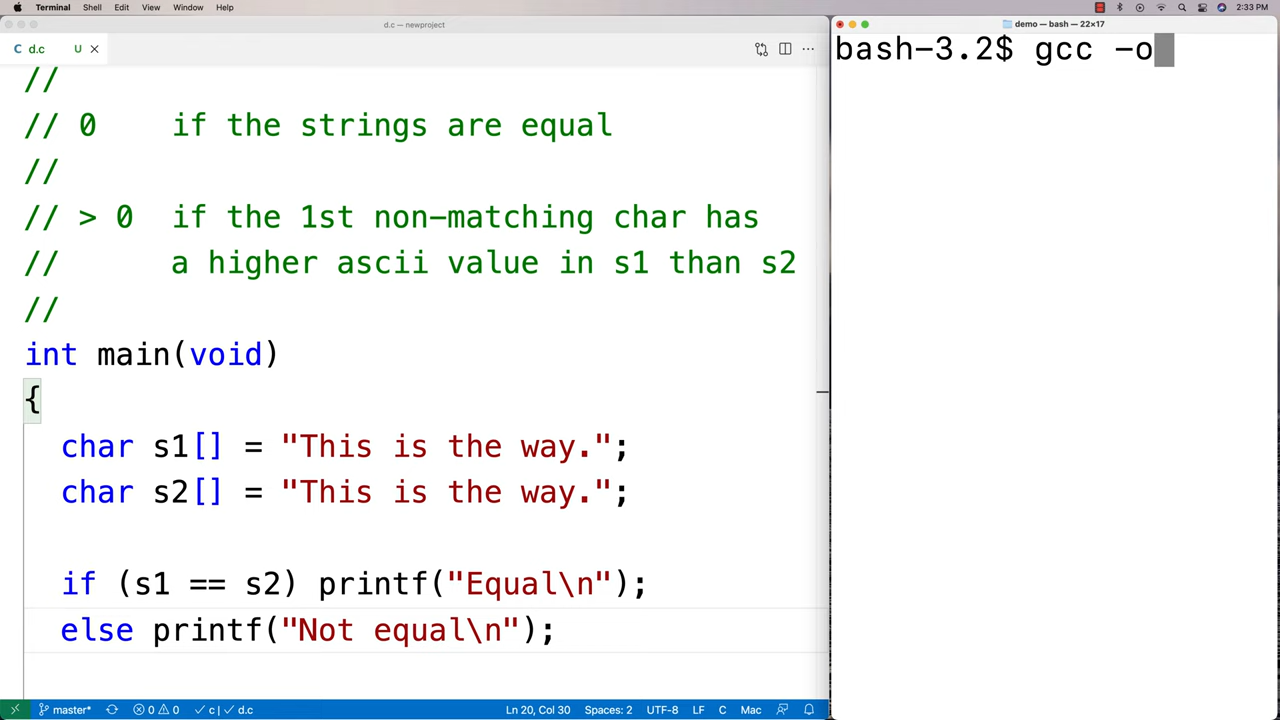 Terminal Shell Edit View Window Help 2:33 PM
d.c — newproject
demo — bash — 22×17
C d.c U
//
// 0    if the strings are equal
//
// > 0  if the 1st non-matching char has
//      a higher ascii value in s1 than s2
//
int main(void)
{
  char s1[] = "This is the way.";
  char s2[] = "This is the way.";
  if (s1 == s2) printf("Equal\n");
  else printf("Not equal\n");
bash-3.2$ gcc -o
master* 0 0 c | d.c Ln 20, Col 30 Spaces: 2 UTF-8 LF C Mac